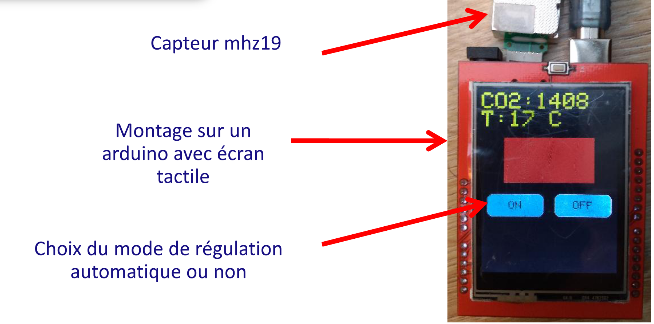 Capteur mhz19
Montage sur un
arduino avec écran
tactile
Choix du mode de régulation
automatique ou non
CO2:1408
T:17 C
ON
OFF